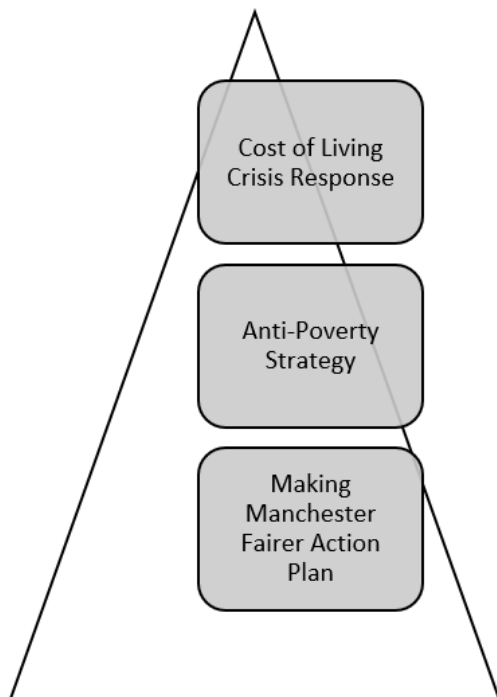 Cost of Living
Crisis Response
Anti-Poverty
Strategy
Making
Manchester
Fairer Action
Plan